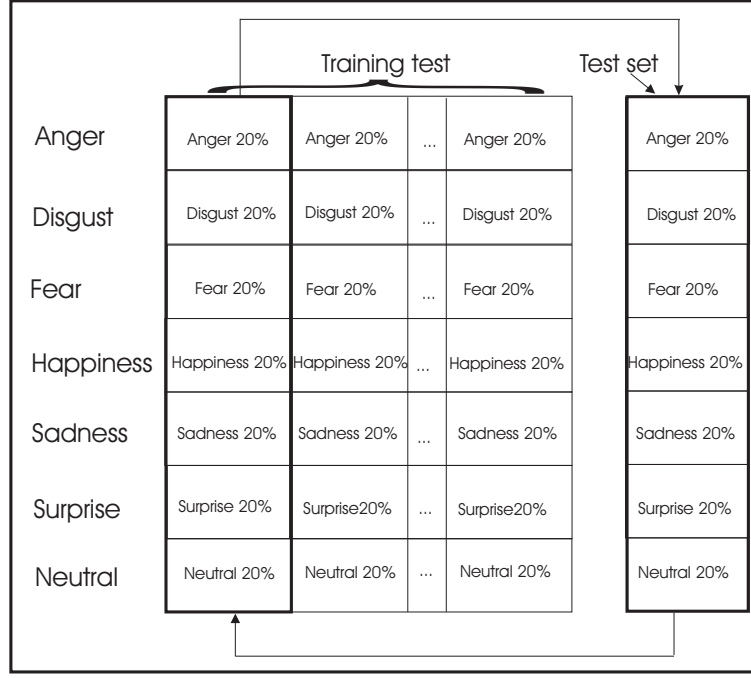 Training test Test set
Anger Anger 20% Anger 20% ... Anger 20% Anger 20%
Disgust Disgust 20% Disgust 20% ... Disgust 20% Disgust 20%
Fear Fear 20% Fear 20% ... Fear 20% Fear 20%
Happiness Happiness 20% Happiness 20% ... Happiness 20% Happiness 20%
Sadness Sadness 20% Sadness 20% ... Sadness 20% Sadness 20%
Surprise Surprise 20% Surprise20% ... Surprise20% Surprise 20%
Neutral Neutral 20% Neutral 20% ... Neutral 20% Neutral 20%